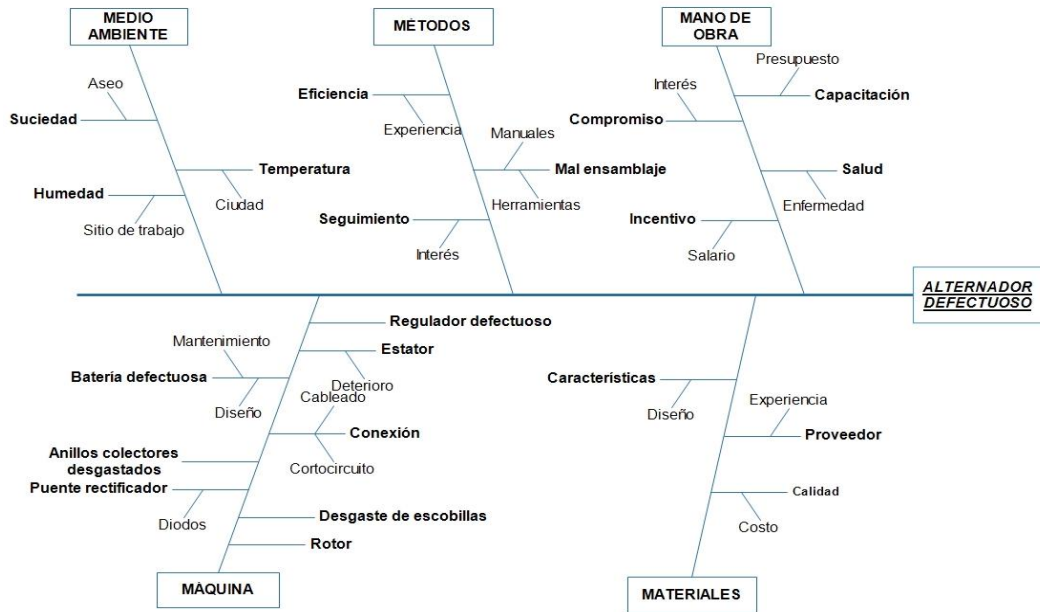 MEDIO
AMBIENTE
Aseo
Suciedad
Temperatura
Humedad
Ciudad
Sitio de trabajo
MÉTODOS
Eficiencia
Experiencia
Manuales
Mal ensamblaje
Herramientas
Seguimiento
Interés
MANO DE
OBRA
Presupuesto
Interés
Capacitación
Compromiso
Salud
Enfermedad
Incentivo
Salario
ALTERNADOR
DEFECTUOSO
Regulador defectuoso
Mantenimiento
Estator
Batería defectuosa
Deterioro
Diseño
Cableado
Conexión
Anillos colectores
desgastados
Cortocircuito
Puente rectificador
Diodos
Desgaste de escobillas
Rotor
MÁQUINA
Características
Diseño
Experiencia
Proveedor
Calidad
Costo
MATERIALES